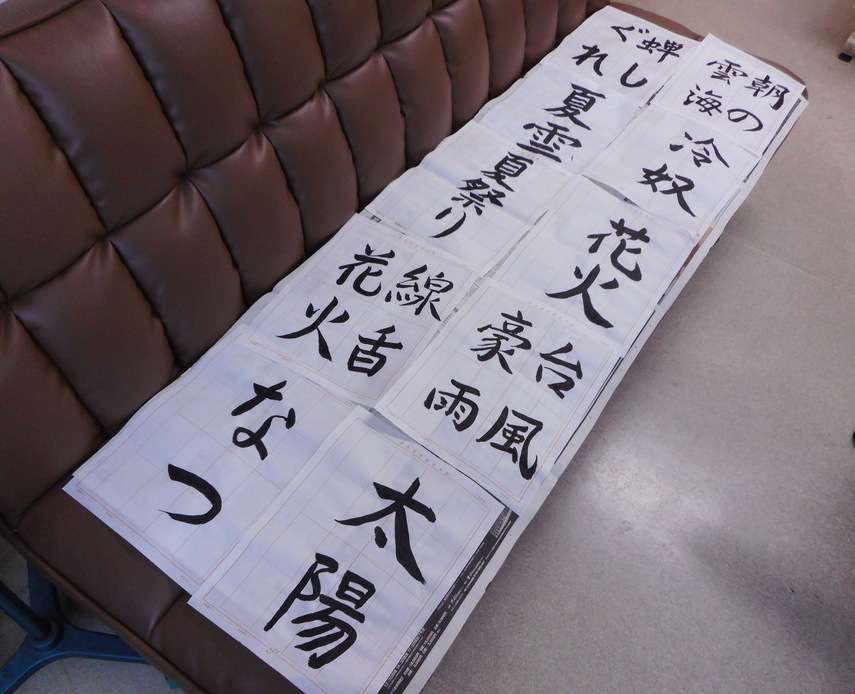 蝉し
ぐれ
朝の
雲海
夏雲
冷奴
夏祭り
花火
線香
花火
台風
豪雨
なつ
太陽